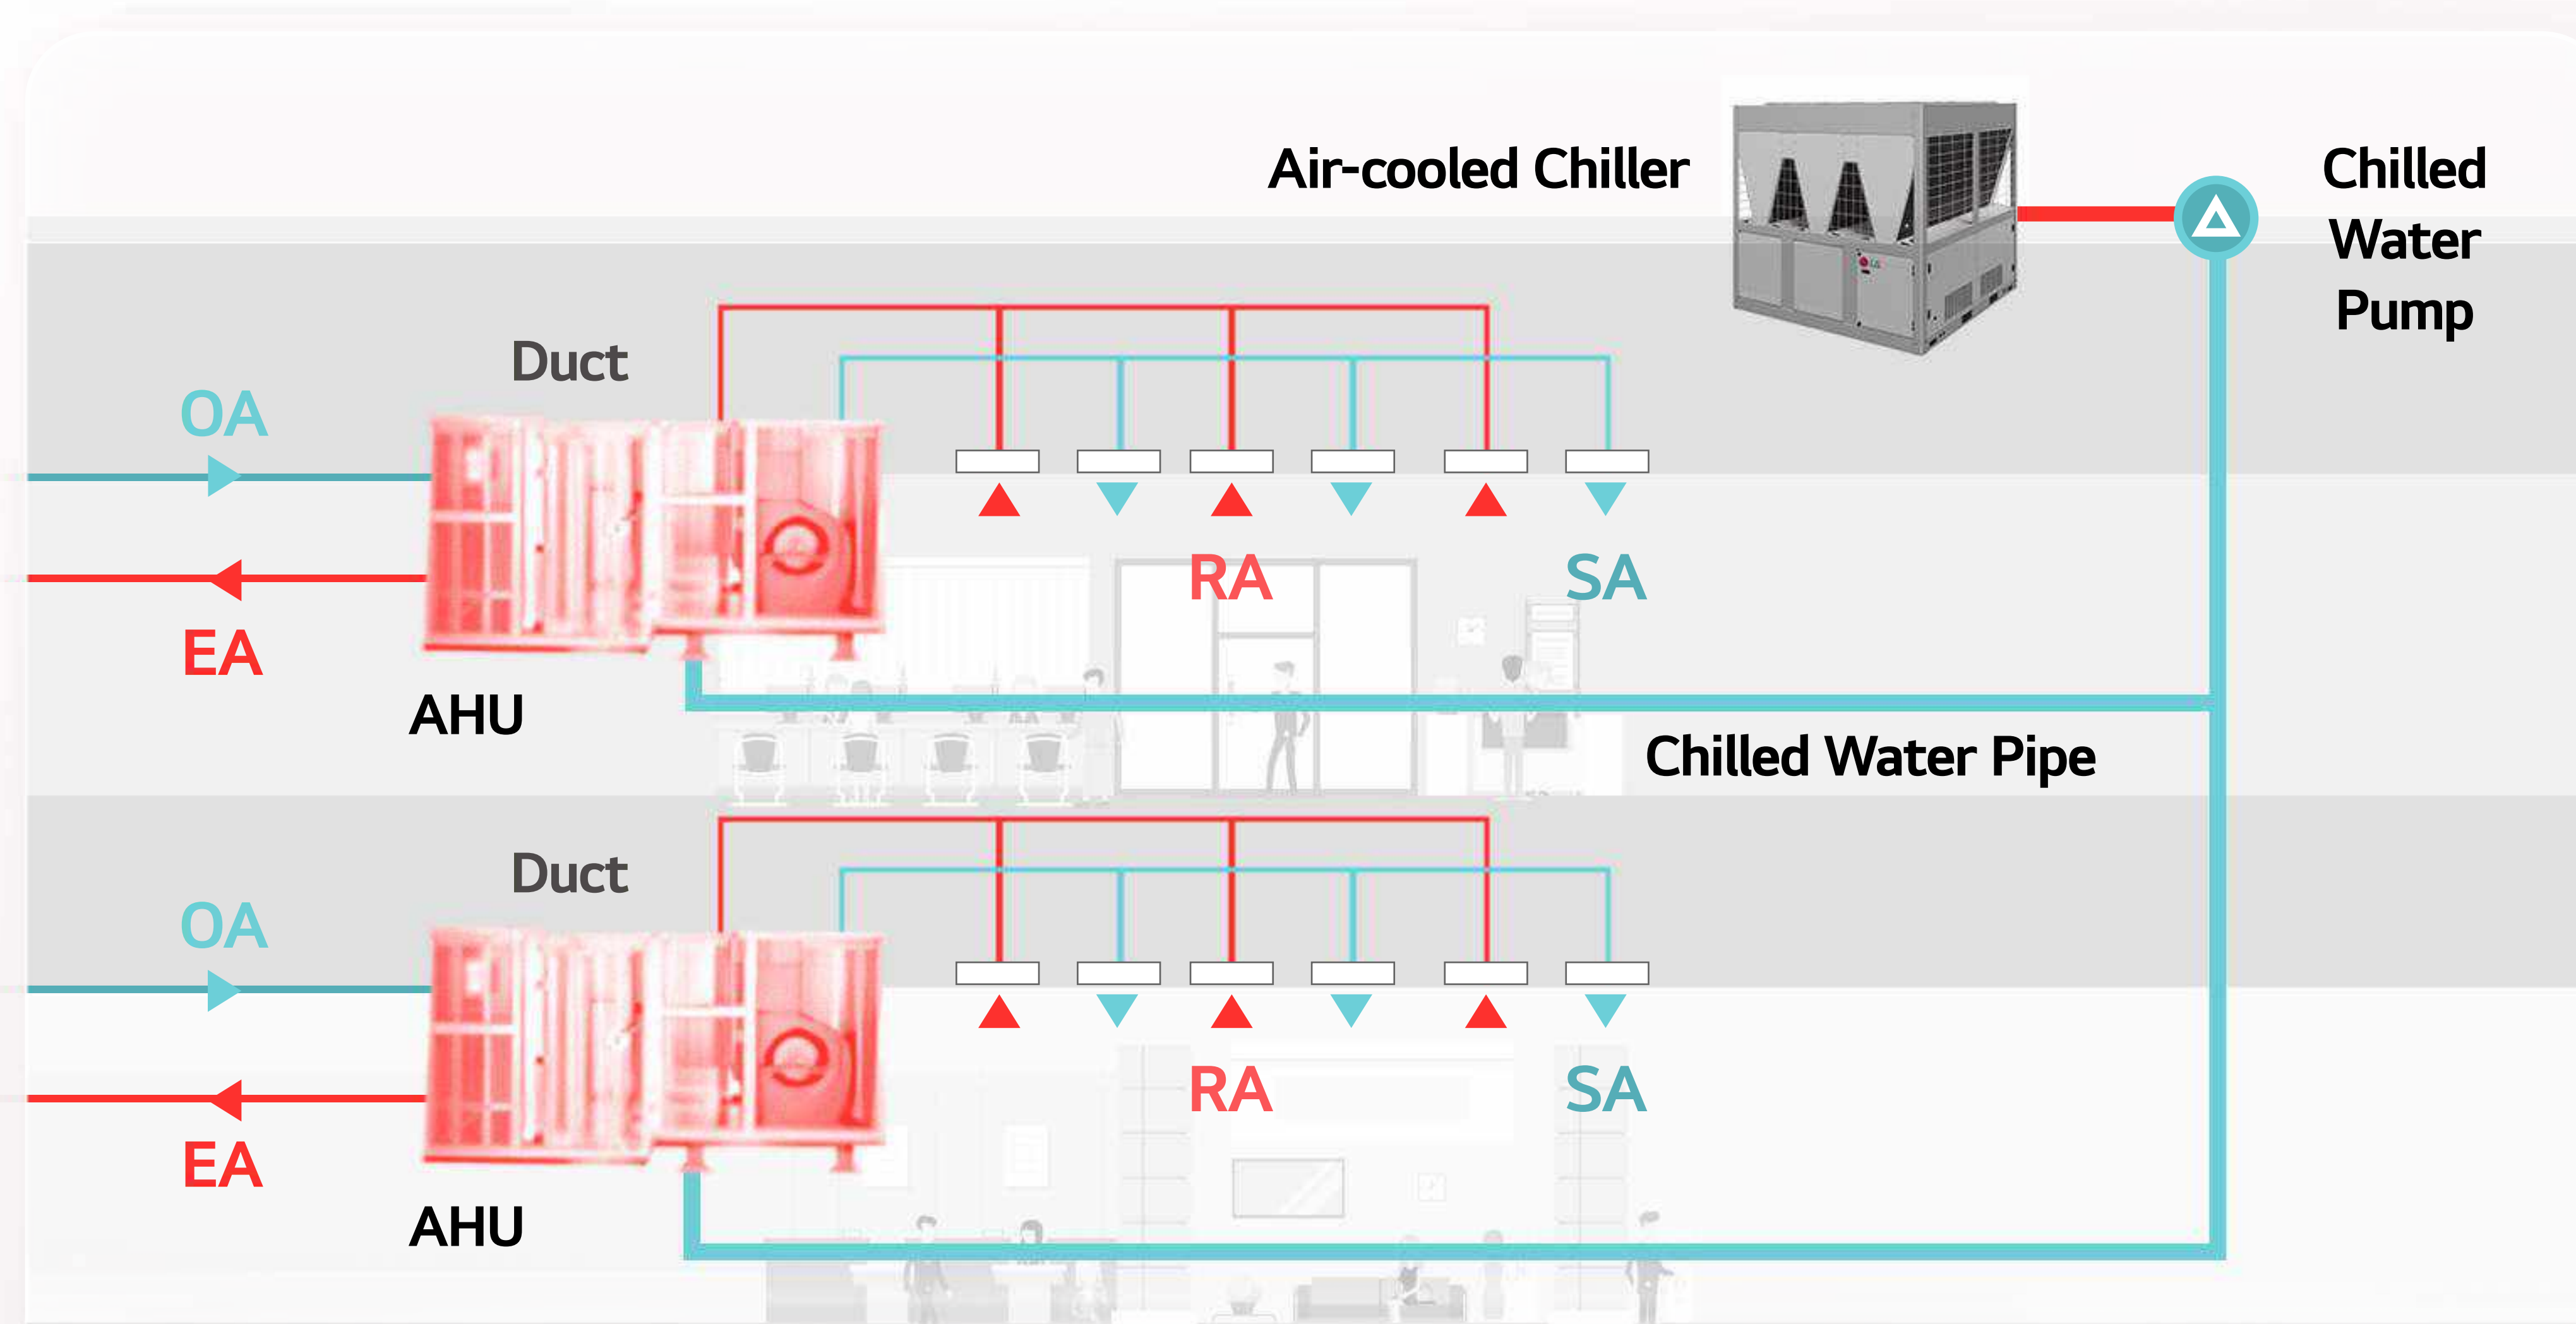 Air-cooled Chiller
Chilled
Water
Pump
Duct
OA
EA
RA
SA
AHU
Chilled Water Pipe
Duct
OA
EA
RA
SA
AHU
LG